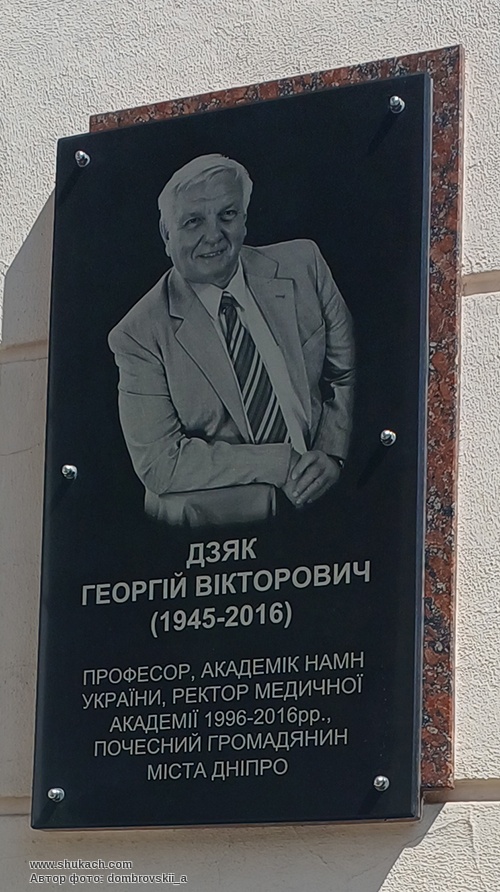 ДЗЯК
ГЕОРГІЙ ВІКТОРОВИЧ
(1945-2016)
ПРОФЕСОР, АКАДЕМІК НАМН
УКРАЇНИ, РЕКТОР МЕДИЧНОЇ
АКАДЕМІЇ 1996-2016рр.,
ПОЧЕСНИЙ ГРОМАДЯНИН
МІСТА ДНІПРО
www.shukach.com
Автор фото: dombrovskii_a